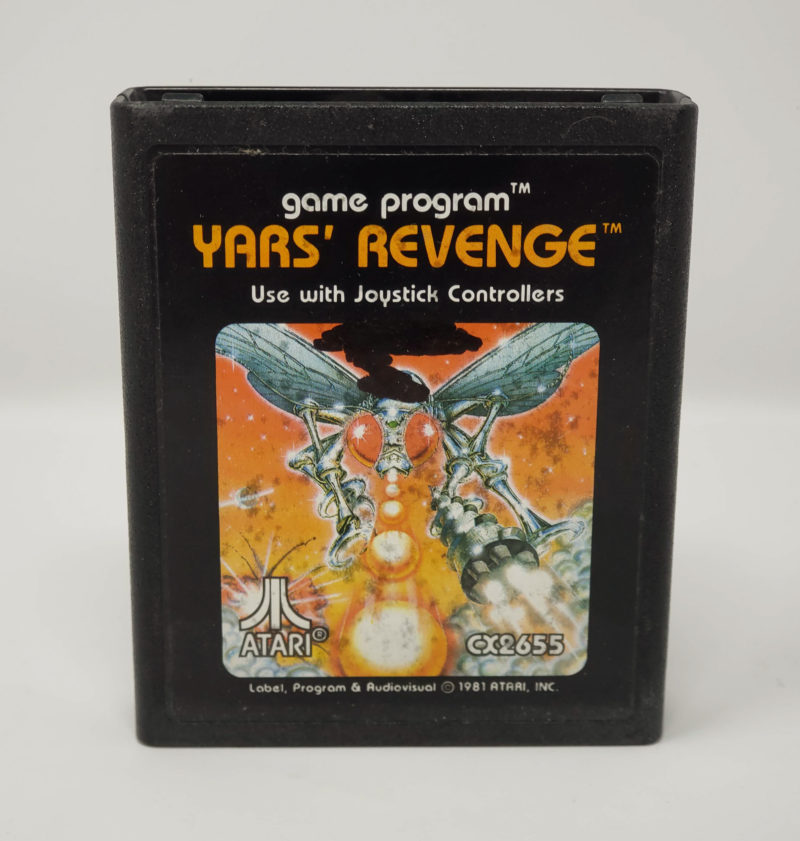 game program™
YARS' REVENGE™
Use with Joystick Controllers
ATARI®
CX2655
Label, Program & Audiovisual © 1981 ATARI, INC.